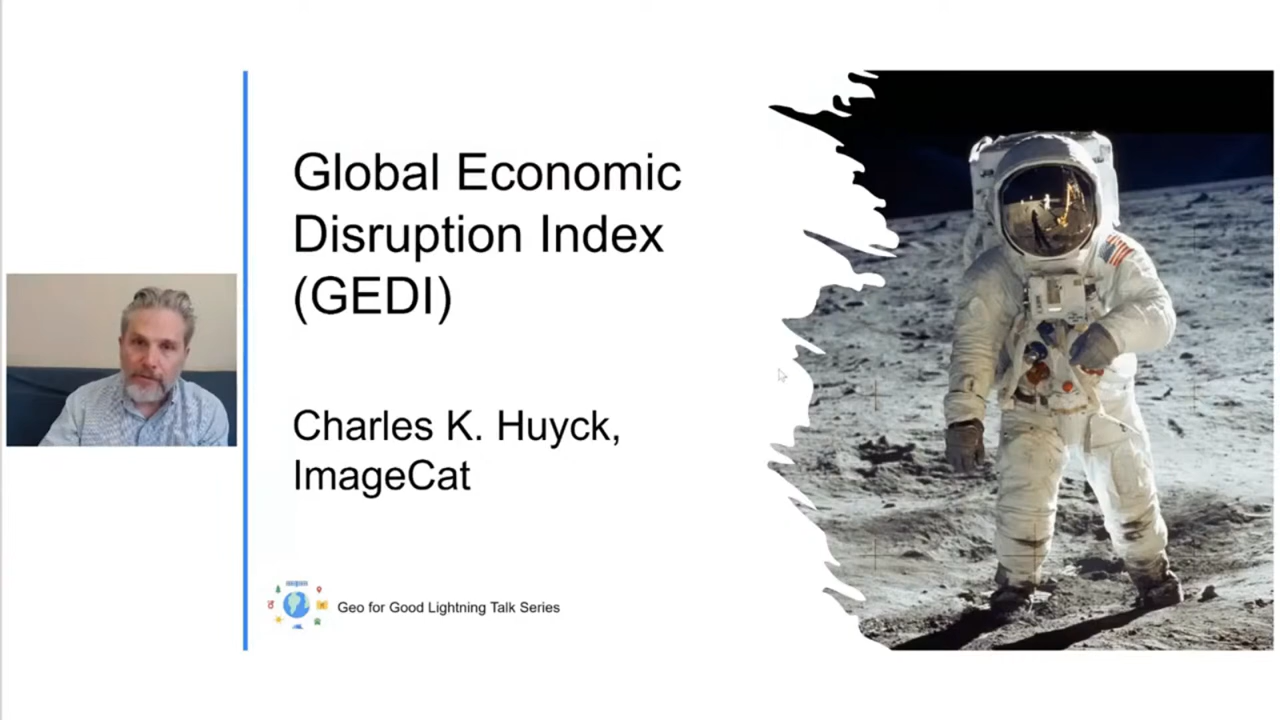 Global Economic
Disruption Index
(GEDI)
Charles K. Huyck,
ImageCat
Geo for Good Lightning Talk Series